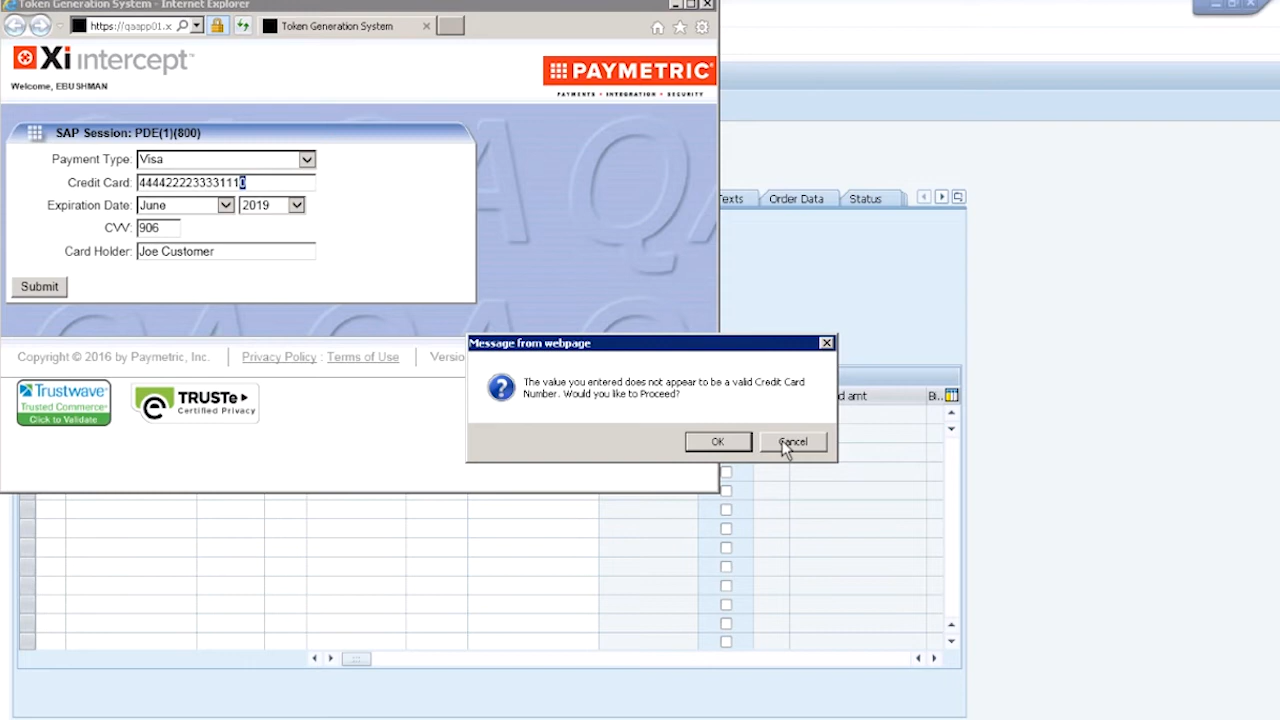 Token Generation System - Internet Explorer
https://qaapp01.x
Token Generation System
Xi intercept™
Welcome, EBUSHMAN
PAYMETRIC®
PAYMENTS • INTEGRATION • SECURITY
SAP Session: PDE(1)(800)
Payment Type: Visa
Credit Card: 4444222233331110
Expiration Date: June 2019
CVV: 906
Card Holder: Joe Customer
Submit
Texts
Order Data
Status
Message from webpage
The value you entered does not appear to be a valid Credit Card
Number. Would you like to Proceed?
OK
Cancel
Copyright © 2016 by Paymetric, Inc.
Privacy Policy : Terms of Use
Versio
d amt
Bi..
Trustwave®
Trusted Commerce™
Click to Validate
TRUSTe
Certified Privacy